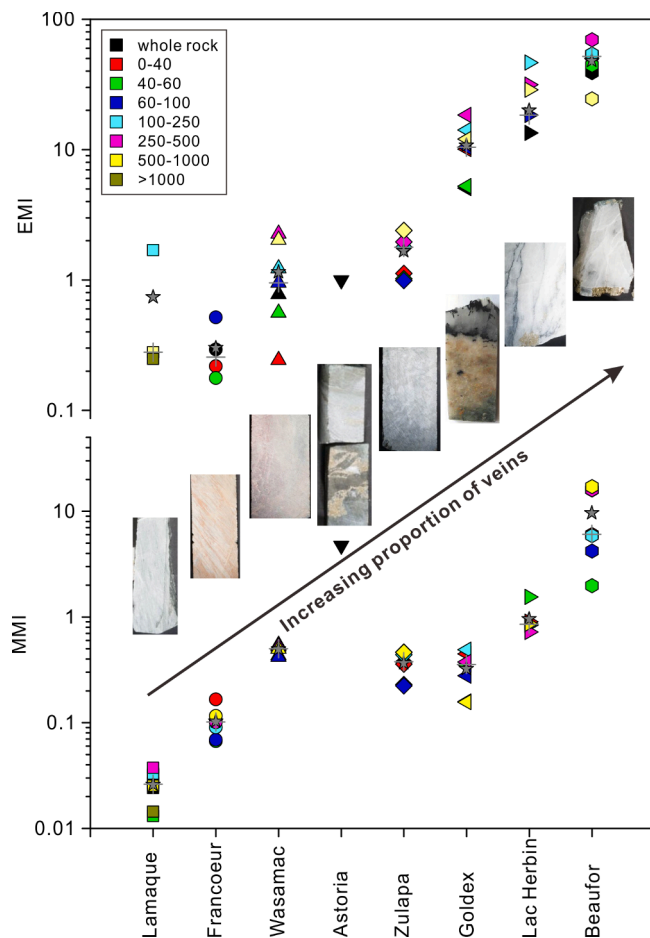 100
10
1
0.1
EMI
whole rock
0-40
40-60
60-100
100-250
250-500
500-1000
>1000
Increasing proportion of veins
10
1
0.1
0.01
MMI
Lamaque
Francoeur
Wasamac
Astoria
Zulapa
Goldex
Lac Herbin
Beaufor